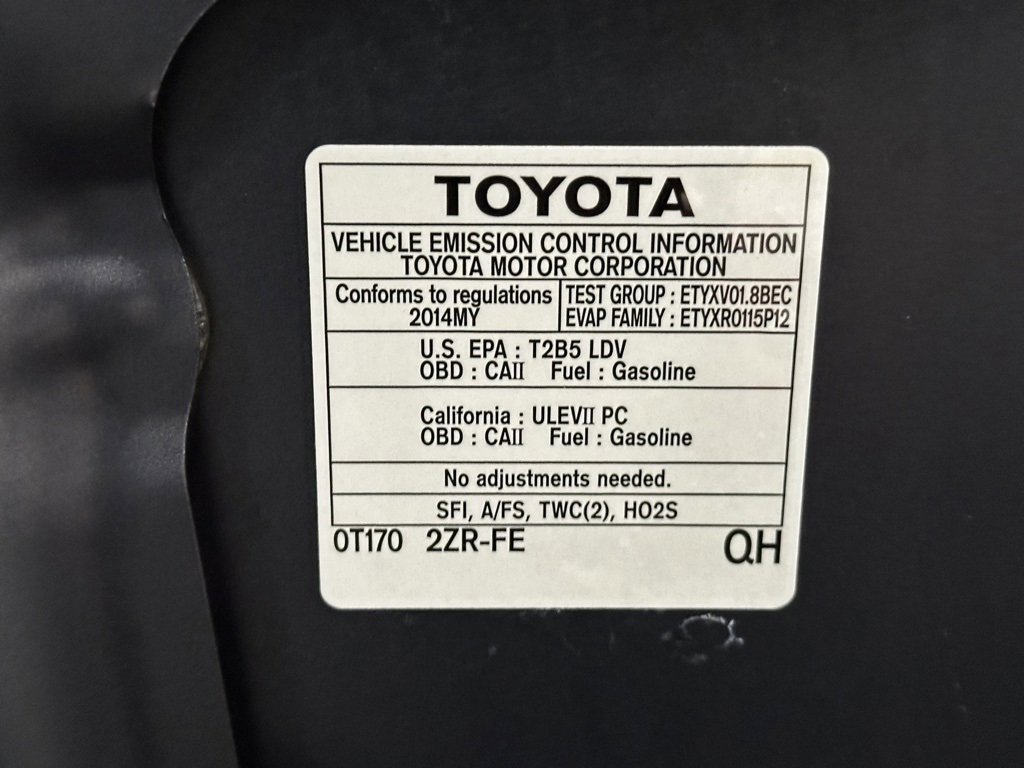 TOYOTA
VEHICLE EMISSION CONTROL INFORMATION
TOYOTA MOTOR CORPORATION
Conforms to regulations
2014MY
TEST GROUP : ETYXV01.8BEC
EVAP FAMILY : ETYXR0115P12
U.S. EPA : T2B5 LDV
OBD : CAII Fuel : Gasoline
California : ULEVII PC
OBD : CAII Fuel : Gasoline
No adjustments needed.
SFI, A/FS, TWC(2), HO2S
0T170 2ZR-FE QH